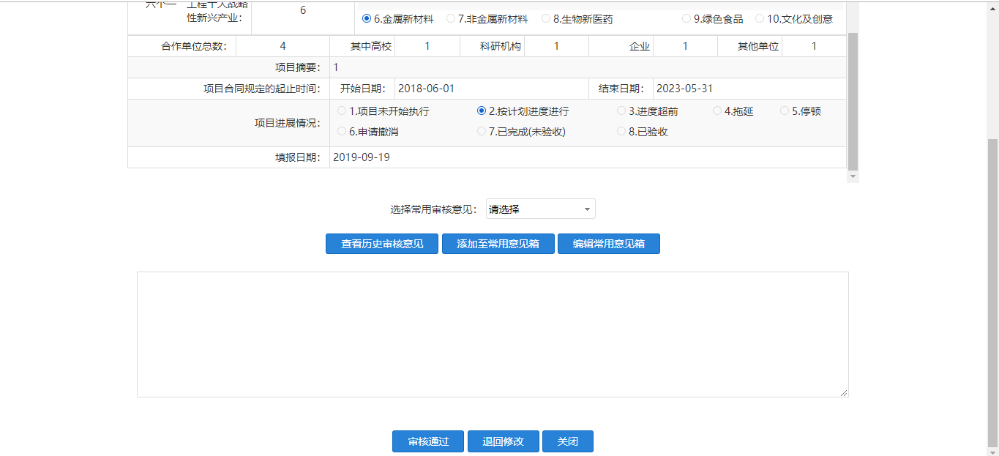 工程十大战略
性新兴产业：
6
6.金属新材料 7.非金属新材料 8.生物新医药 9.绿色食品 10.文化及创意
合作单位总数： 4 其中高校 1 科研机构 1 企业 1 其他单位 1
项目摘要： 1
项目合同规定的起止时间： 开始日期： 2018-06-01 结束日期： 2023-05-31
项目进展情况：
1.项目未开始执行 2.按计划进度进行 3.进度超前 4.拖延 5.停顿
6.申请撤消 7.已完成(未验收) 8.已验收
填报日期： 2019-09-19
选择常用审核意见： 请选择
查看历史审核意见 添加至常用意见箱 编辑常用意见箱
审核通过 退回修改 关闭